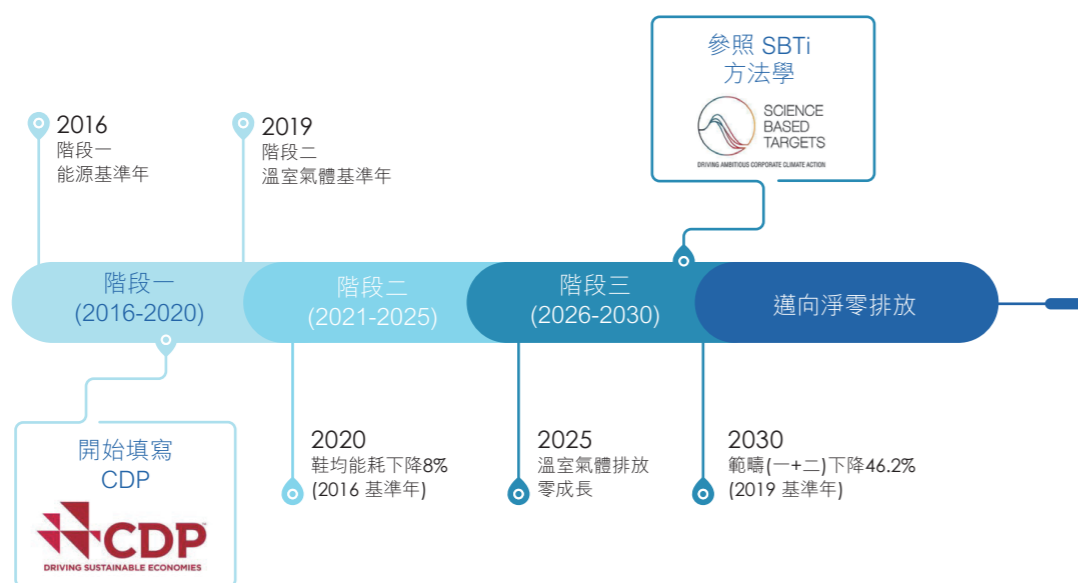 參照 SBTi
方法學
SCIENCE
BASED
TARGETS
DRIVING AMBITIOUS CORPORATE CLIMATE ACTION
2016
階段一
能源基準年
2019
階段二
溫室氣體基準年
階段一
(2016-2020)
階段二
(2021-2025)
階段三
(2026-2030)
邁向淨零排放
開始填寫
CDP
CDP
DRIVING SUSTAINABLE ECONOMIES
2020
鞋均能耗下降8%
(2016 基準年)
2025
溫室氣體排放
零成長
2030
範疇(一+二)下降46.2%
(2019 基準年)